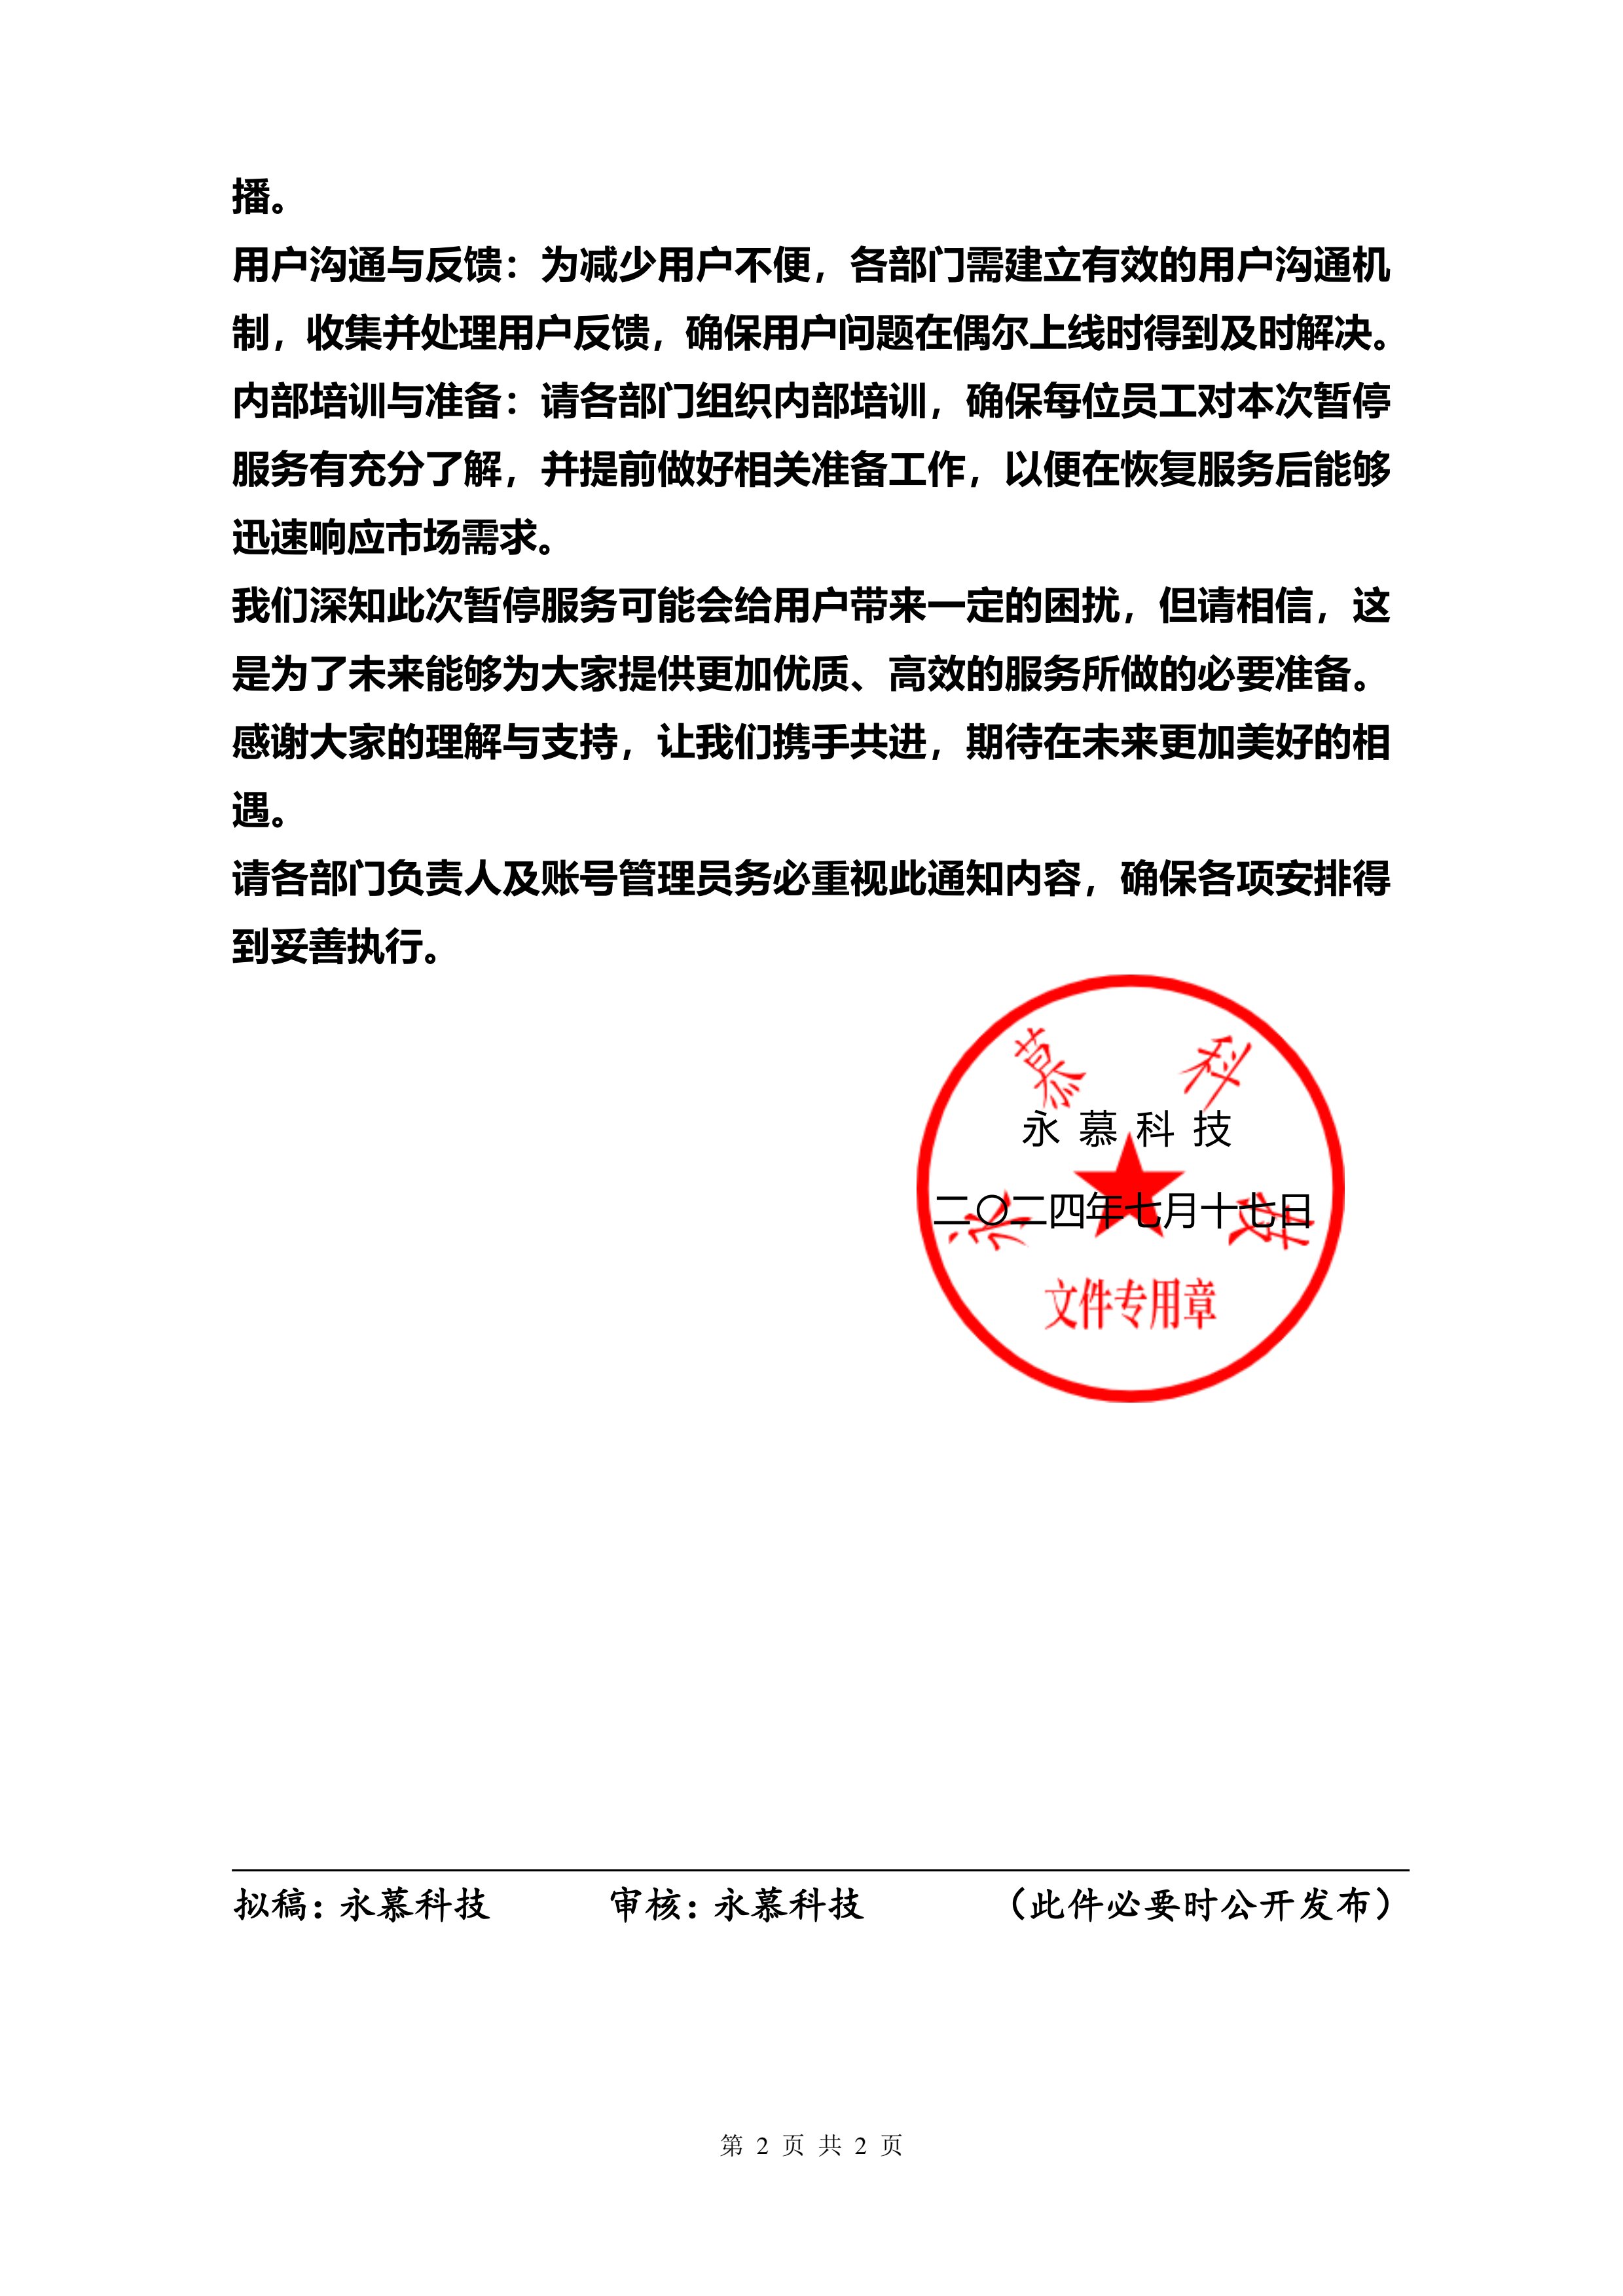 播。
用户沟通与反馈：为减少用户不便，各部门需建立有效的用户沟通机
制，收集并处理用户反馈，确保用户问题在偶尔上线时得到及时解决。
内部培训与准备：请各部门组织内部培训，确保每位员工对本次暂停
服务有充分了解，并提前做好相关准备工作，以便在恢复服务后能够
迅速响应市场需求。
我们深知此次暂停服务可能会给用户带来一定的困扰，但请相信，这
是为了未来能够为大家提供更加优质、高效的服务所做的必要准备。
感谢大家的理解与支持，让我们携手共进，期待在未来更加美好的相
遇。
请各部门负责人及账号管理员务必重视此通知内容，确保各项安排得
到妥善执行。
永慕科技
永慕科技
二〇二四年七月十七日
文件专用章
拟稿：永慕科技 审核：永慕科技 （此件必要时公开发布）
第 2 页 共 2 页